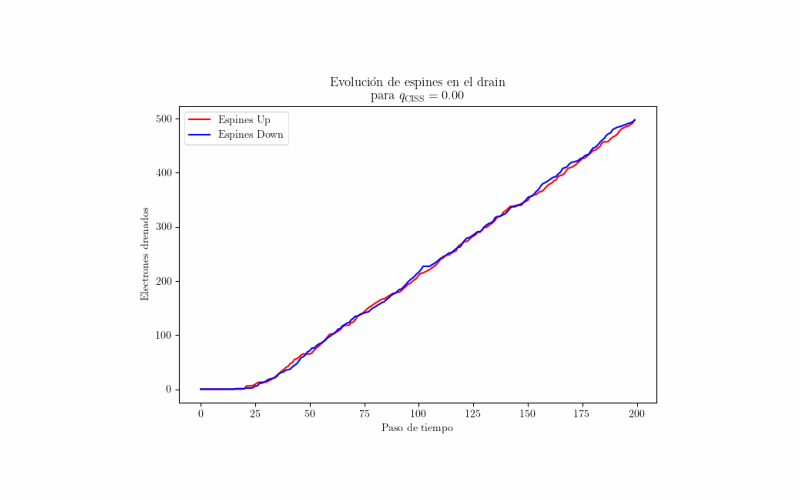 Evolución de espines en el drain
para qCISS = 0.00
Espines Up
Espines Down
Electrones drenados
500
400
300
200
100
0
0 25 50 75 100 125 150 175 200
Paso de tiempo